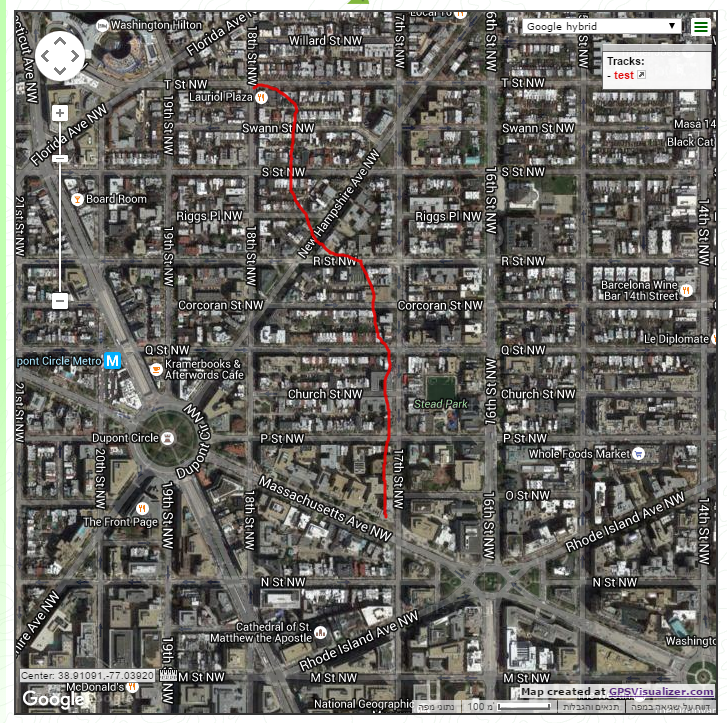 Washington Hilton
Florida Ave NW
Local 16
Willard St NW
Google hybrid
Tracks:
- test
18th St NW
17th St NW
T St NW
T St NW
Lauriol Plaza
19th St NW
Florida Ave NW
Swann St NW
Swann St NW
Masa 14
Black Cat
S St NW
S St NW
Board Room
New Hampshire Ave NW
16th St NW
21st St NW
Riggs Pl NW
Riggs Pl NW
14th St NW
19th St NW
18th St NW
R St NW
R St NW
Barcelona Wine
Bar 14th Street
Corcoran St NW
Corcoran St NW
Le Diplomate
Q St NW
Q St NW
pont Circle Metro
M
Kramerbooks &
Afterwords Cafe
Church St NW
Church St NW
Stead Park
16th St NW
21st St NW
Dupont Circle
P St NW
P St NW
Whole Foods Market
20th St NW
17th St NW
Massachusetts Ave NW
O St NW
The Front Page
19th St NW
18th St NW
16th St NW
Rhode Island Ave NW
14th St NW
N St NW
N St NW
Cathedral of St.
Matthew the Apostle
Rhode Island Ave NW
Washingto
19th St NW
Center: 38.91091,-77.03920
M St NW
M St NW
M St NW
McDonald's
Google
National Geographic
Map created at GPSVisualizer.com
נתוני מפה
100 מ'
תנאים והגבלות
דווח על שגיאה במפה